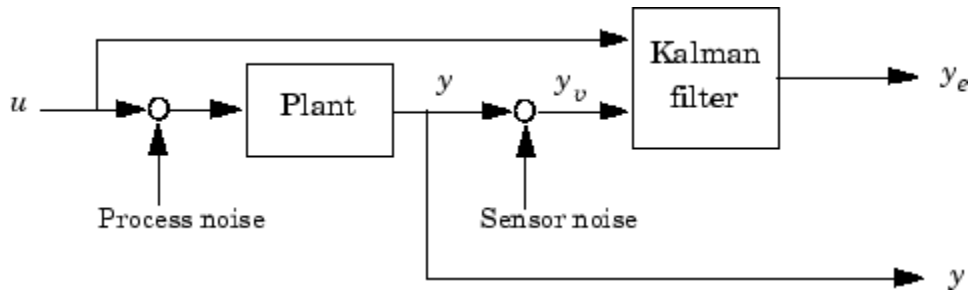 u
Process noise
Plant
y
y_v
Sensor noise
Kalman
filter
y_e
y